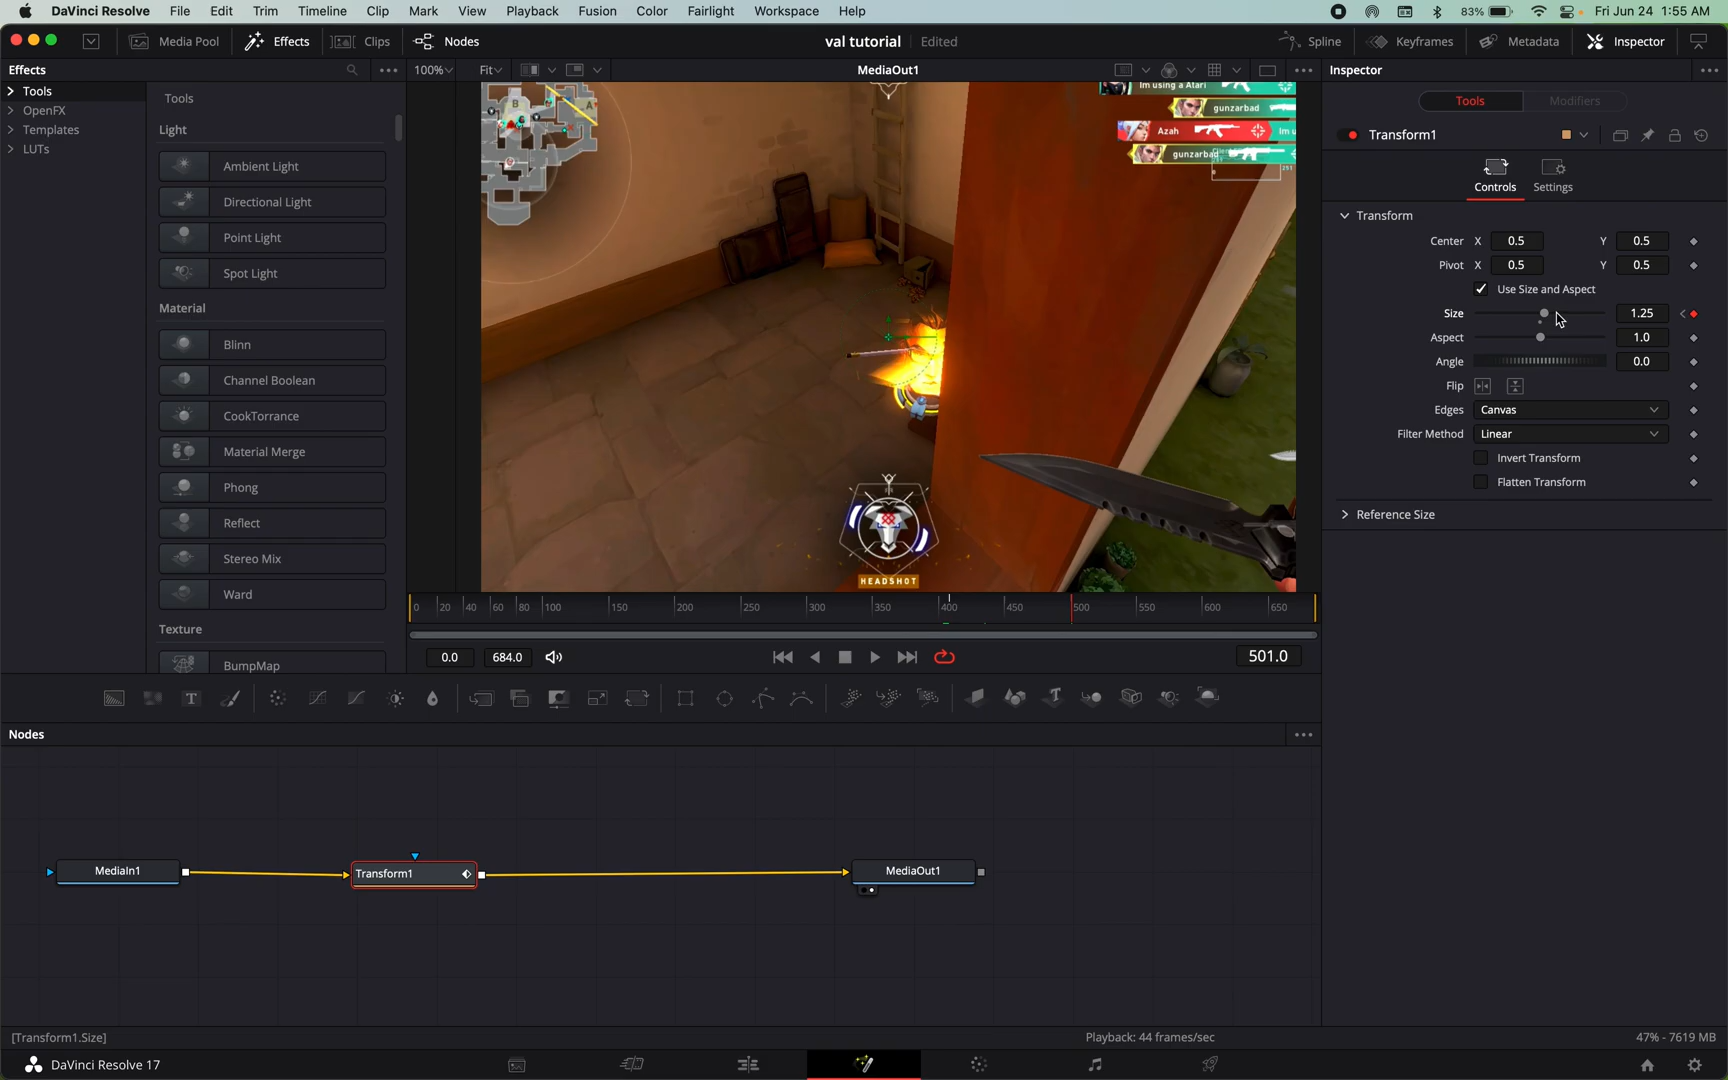 DaVinci Resolve File Edit Trim Timeline Clip Mark View Playback Fusion Color Fairlight Workspace Help 83% Fri Jun 24 1:55 AM
Media Pool Effects Clips Nodes val tutorial Edited Spline Keyframes Metadata Inspector
Effects 100% Fit MediaOut1 Inspector
Tools
OpenFX
Templates
LUTs
Tools
Light
Ambient Light
Directional Light
Point Light
Spot Light
Material
Blinn
Channel Boolean
CookTorrance
Material Merge
Phong
Reflect
Stereo Mix
Ward
Texture
BumpMap
B A
Im using a Atari
gunzarbad
Azah Im u
gunzarbad
HEADSHOT
0 20 40 60 80 100 150 200 250 300 350 400 450 500 550 600 650
0.0 684.0 501.0
Tools Modifiers
Transform1
Controls Settings
Transform
Center X 0.5 Y 0.5
Pivot X 0.5 Y 0.5
Use Size and Aspect
Size 1.25
Aspect 1.0
Angle 0.0
Flip
Edges Canvas
Filter Method Linear
Invert Transform
Flatten Transform
Reference Size
Nodes
MediaIn1 Transform1 MediaOut1
[Transform1.Size] Playback: 44 frames/sec 47% - 7619 MB
DaVinci Resolve 17